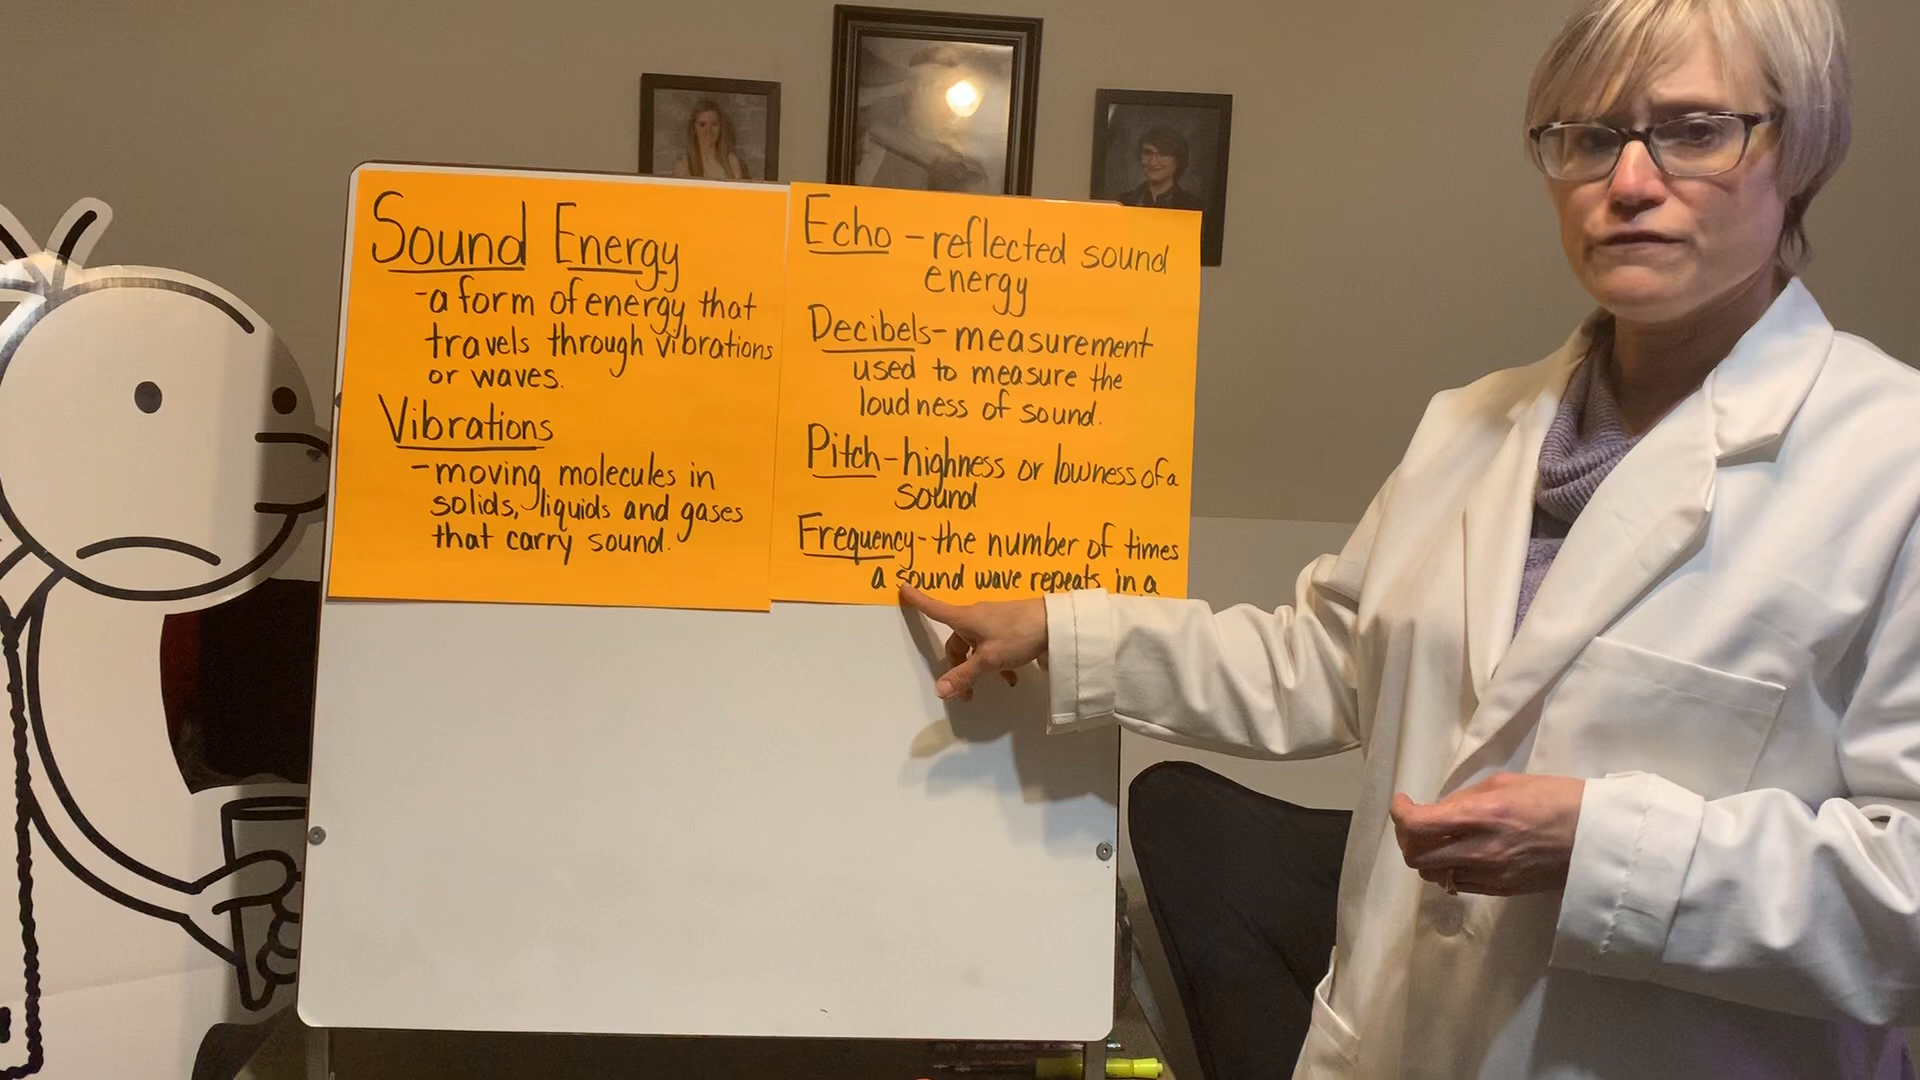 Sound Energy
-a form of energy that
travels through vibrations
or waves.
Vibrations
-moving molecules in
solids, liquids and gases
that carry sound.
Echo - reflected sound
energy
Decibels - measurement
used to measure the
loudness of sound.
Pitch - highness or lowness of a
sound
Frequency - the number of times
a sound wave repeats in a